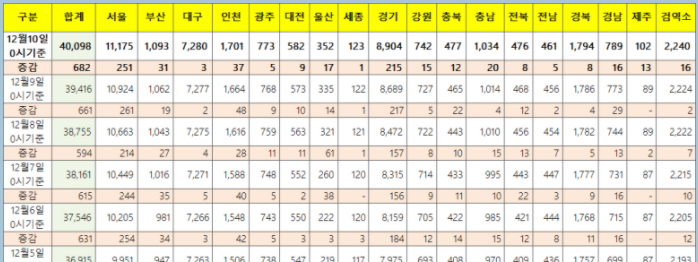 구분 합계 서울 부산 대구 인천 광주 대전 울산 세종 경기 강원 충북 충남 전북 전남 경북 경남 제주 검역소
12월10일
0시기준 40,098 11,175 1,093 7,280 1,701 773 582 352 123 8,904 742 477 1,034 476 461 1,794 789 102 2,240
증감 682 251 31 3 37 5 9 17 1 215 15 12 20 8 5 8 16 13 16
12월9일
0시기준 39,416 10,924 1,062 7,277 1,664 768 573 335 122 8,689 727 465 1,014 468 456 1,786 773 89 2,224
증감 661 261 19 2 48 9 10 14 1 217 5 22 4 12 2 4 29 - 2
12월8일
0시기준 38,755 10,663 1,043 7,275 1,616 759 563 321 121 8,472 722 443 1,010 456 454 1,782 744 89 2,222
증감 594 214 27 4 28 11 11 61 1 157 8 10 15 13 7 5 13 2 7
12월7일
0시기준 38,161 10,449 1,016 7,271 1,588 748 552 260 120 8,315 714 433 995 443 447 1,777 731 87 2,215
증감 615 244 35 5 40 5 2 38 - 156 9 11 10 22 3 9 16 - 10
12월6일
0시기준 37,546 10,205 981 7,266 1,548 743 550 222 120 8,159 705 422 985 421 444 1,768 715 87 2,205
증감 631 254 34 3 42 5 3 3 3 184 12 14 15 12 8 11 16 - 12
12월5일 36,915 9,951 947 7,263 1,506 738 547 219 117 7,975 693 408 970 409 436 1,757 699 87 2,193